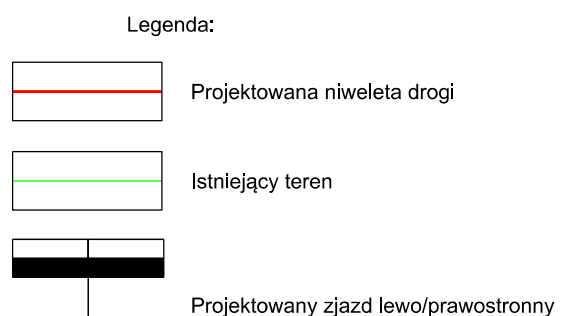 Legenda:
Projektowana niweleta drogi
Istniejący teren
Projektowany zjazd lewo/prawostronny